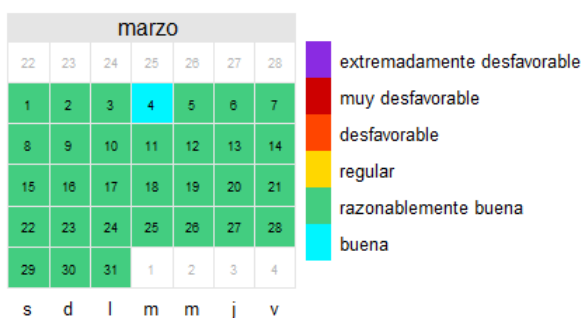 marzo
22 23 24 25 26 27 28
1 2 3 4 5 6 7
8 9 10 11 12 13 14
15 16 17 18 19 20 21
22 23 24 25 26 27 28
29 30 31 1 2 3 4
s d l m m j v
extremadamente desfavorable
muy desfavorable
desfavorable
regular
razonablemente buena
buena